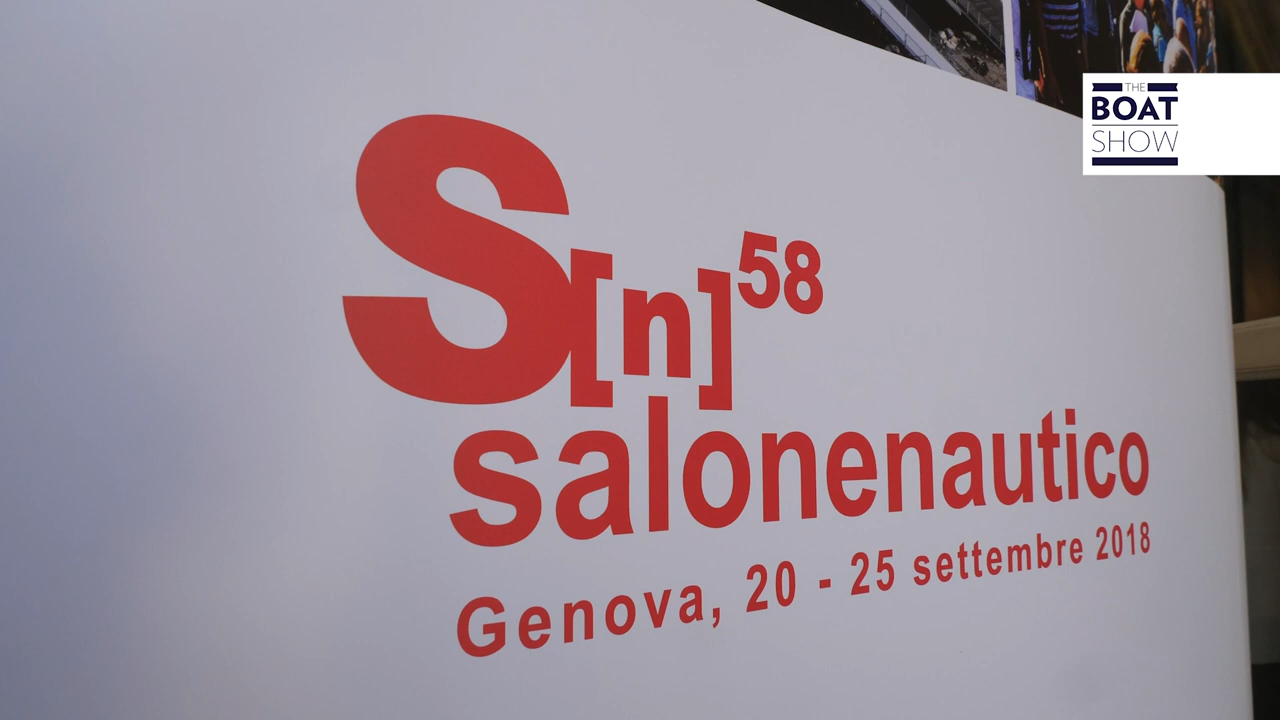 THE
BOAT
SHOW
S[n]58
salonenautico
Genova, 20 - 25 settembre 2018